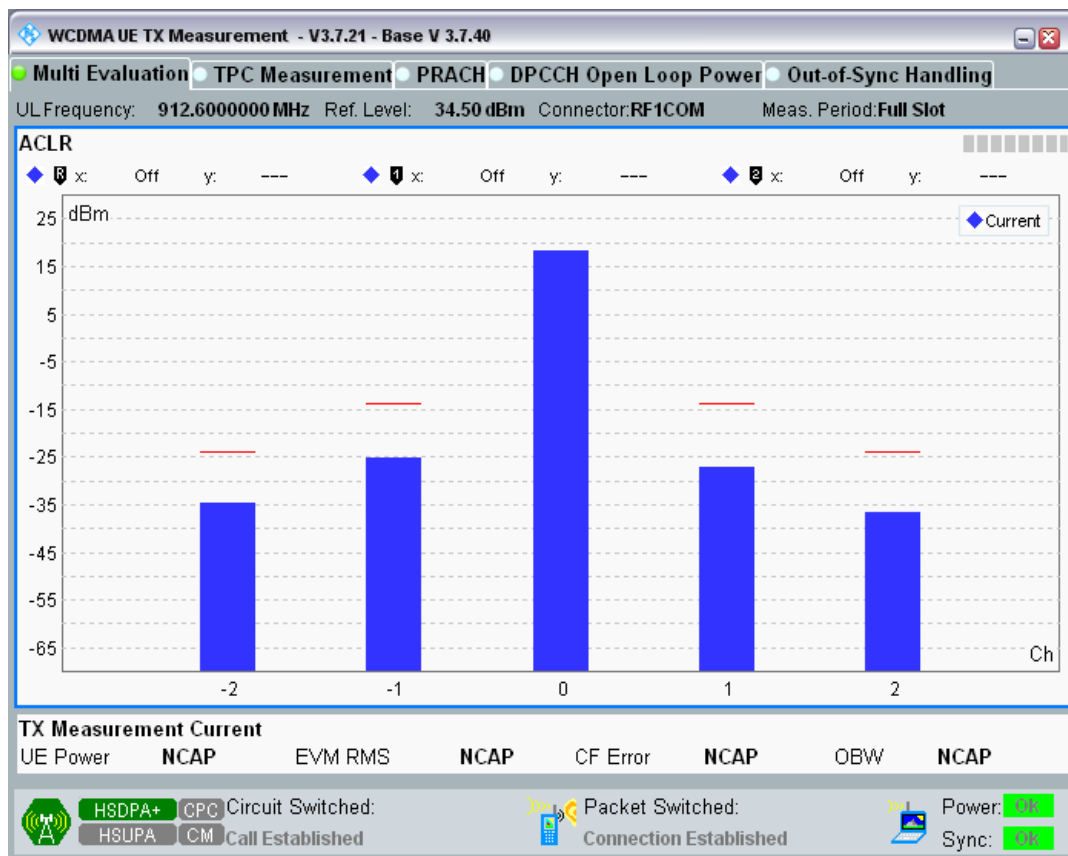 WCDMA UE TX Measurement - V3.7.21 - Base V 3.7.40
Multi Evaluation TPC Measurement PRACH DPCCH Open Loop Power Out-of-Sync Handling
UL Frequency: 912.6000000 MHz Ref. Level: 34.50 dBm Connector:RF1COM Meas. Period:Full Slot
ACLR
R x: Off y: --- 1 x: Off y: --- 2 x: Off y: ---
dBm
Current
25
15
5
-5
-15
-25
-35
-45
-55
-65
Ch
-2 -1 0 1 2
TX Measurement Current
UE Power NCAP EVM RMS NCAP CF Error NCAP OBW NCAP
HSDPA+ CPC Circuit Switched: Packet Switched: Power: OK
HSUPA CM Call Established Connection Established Sync: OK